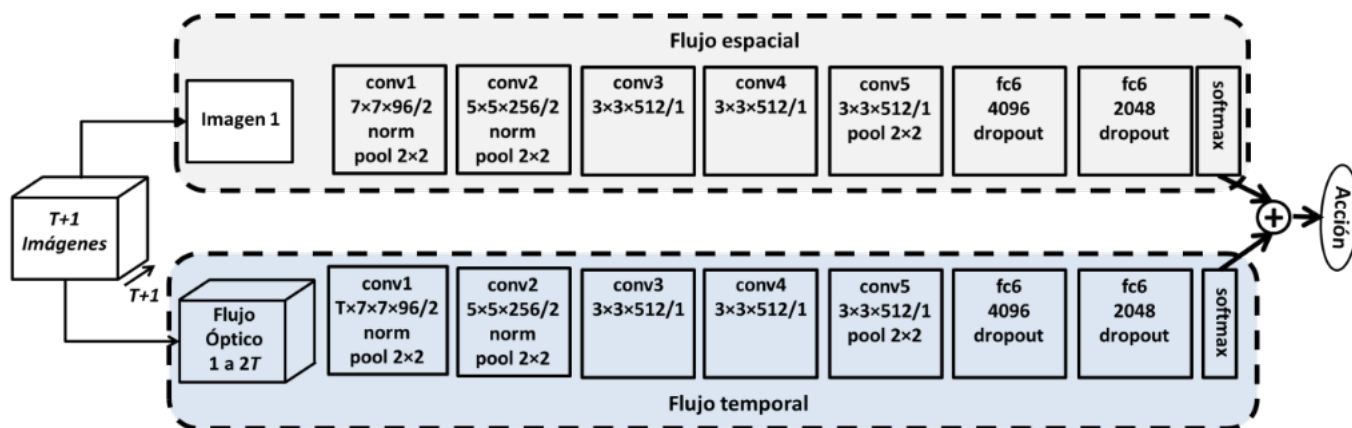 Flujo espacial
Imagen 1
conv1
7×7×96/2
norm
pool 2×2
conv2
5×5×256/2
norm
pool 2×2
conv3
3×3×512/1
conv4
3×3×512/1
conv5
3×3×512/1
pool 2×2
fc6
4096
dropout
fc6
2048
dropout
softmax
T+1
Imágenes
T+1
Flujo
Óptico
1 a 2T
conv1
T×7×7×96/2
norm
pool 2×2
conv2
5×5×256/2
norm
pool 2×2
conv3
3×3×512/1
conv4
3×3×512/1
conv5
3×3×512/1
pool 2×2
fc6
4096
dropout
fc6
2048
dropout
softmax
Flujo temporal
+
Acción